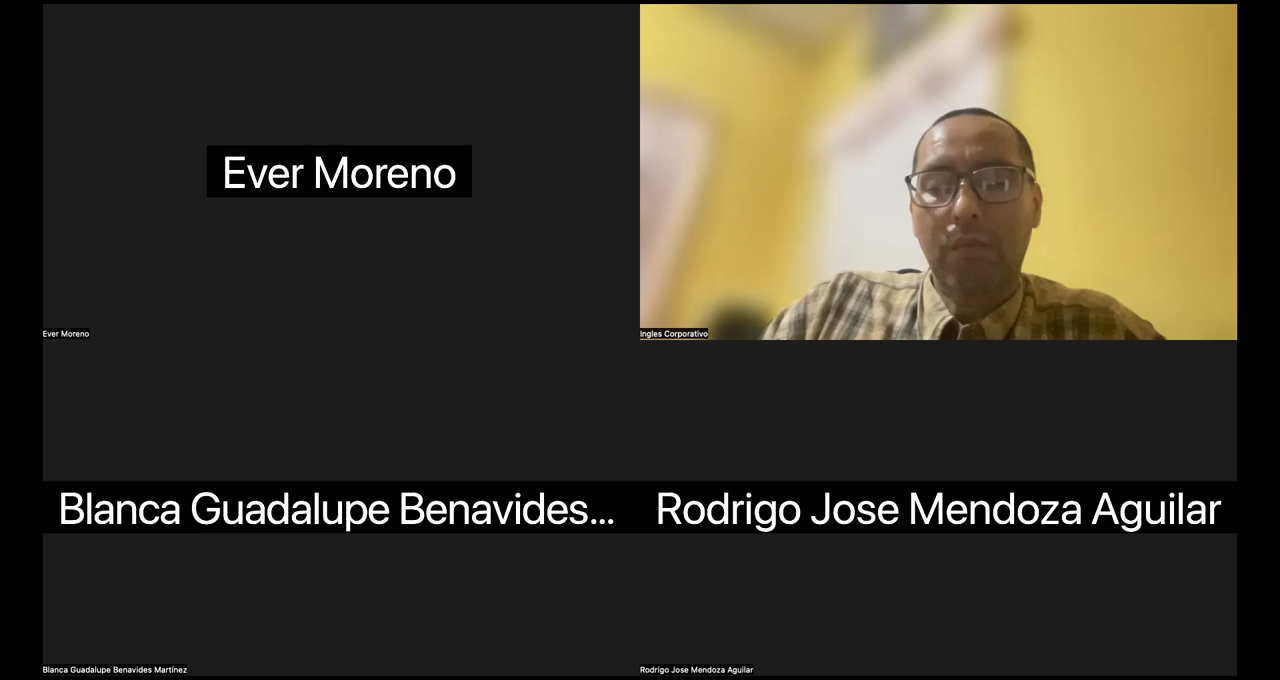 Ever Moreno
Ever Moreno
Ingles Corporativo
Blanca Guadalupe Benavides...
Rodrigo Jose Mendoza Aguilar
Blanca Guadalupe Benavides Martínez
Rodrigo Jose Mendoza Aguilar